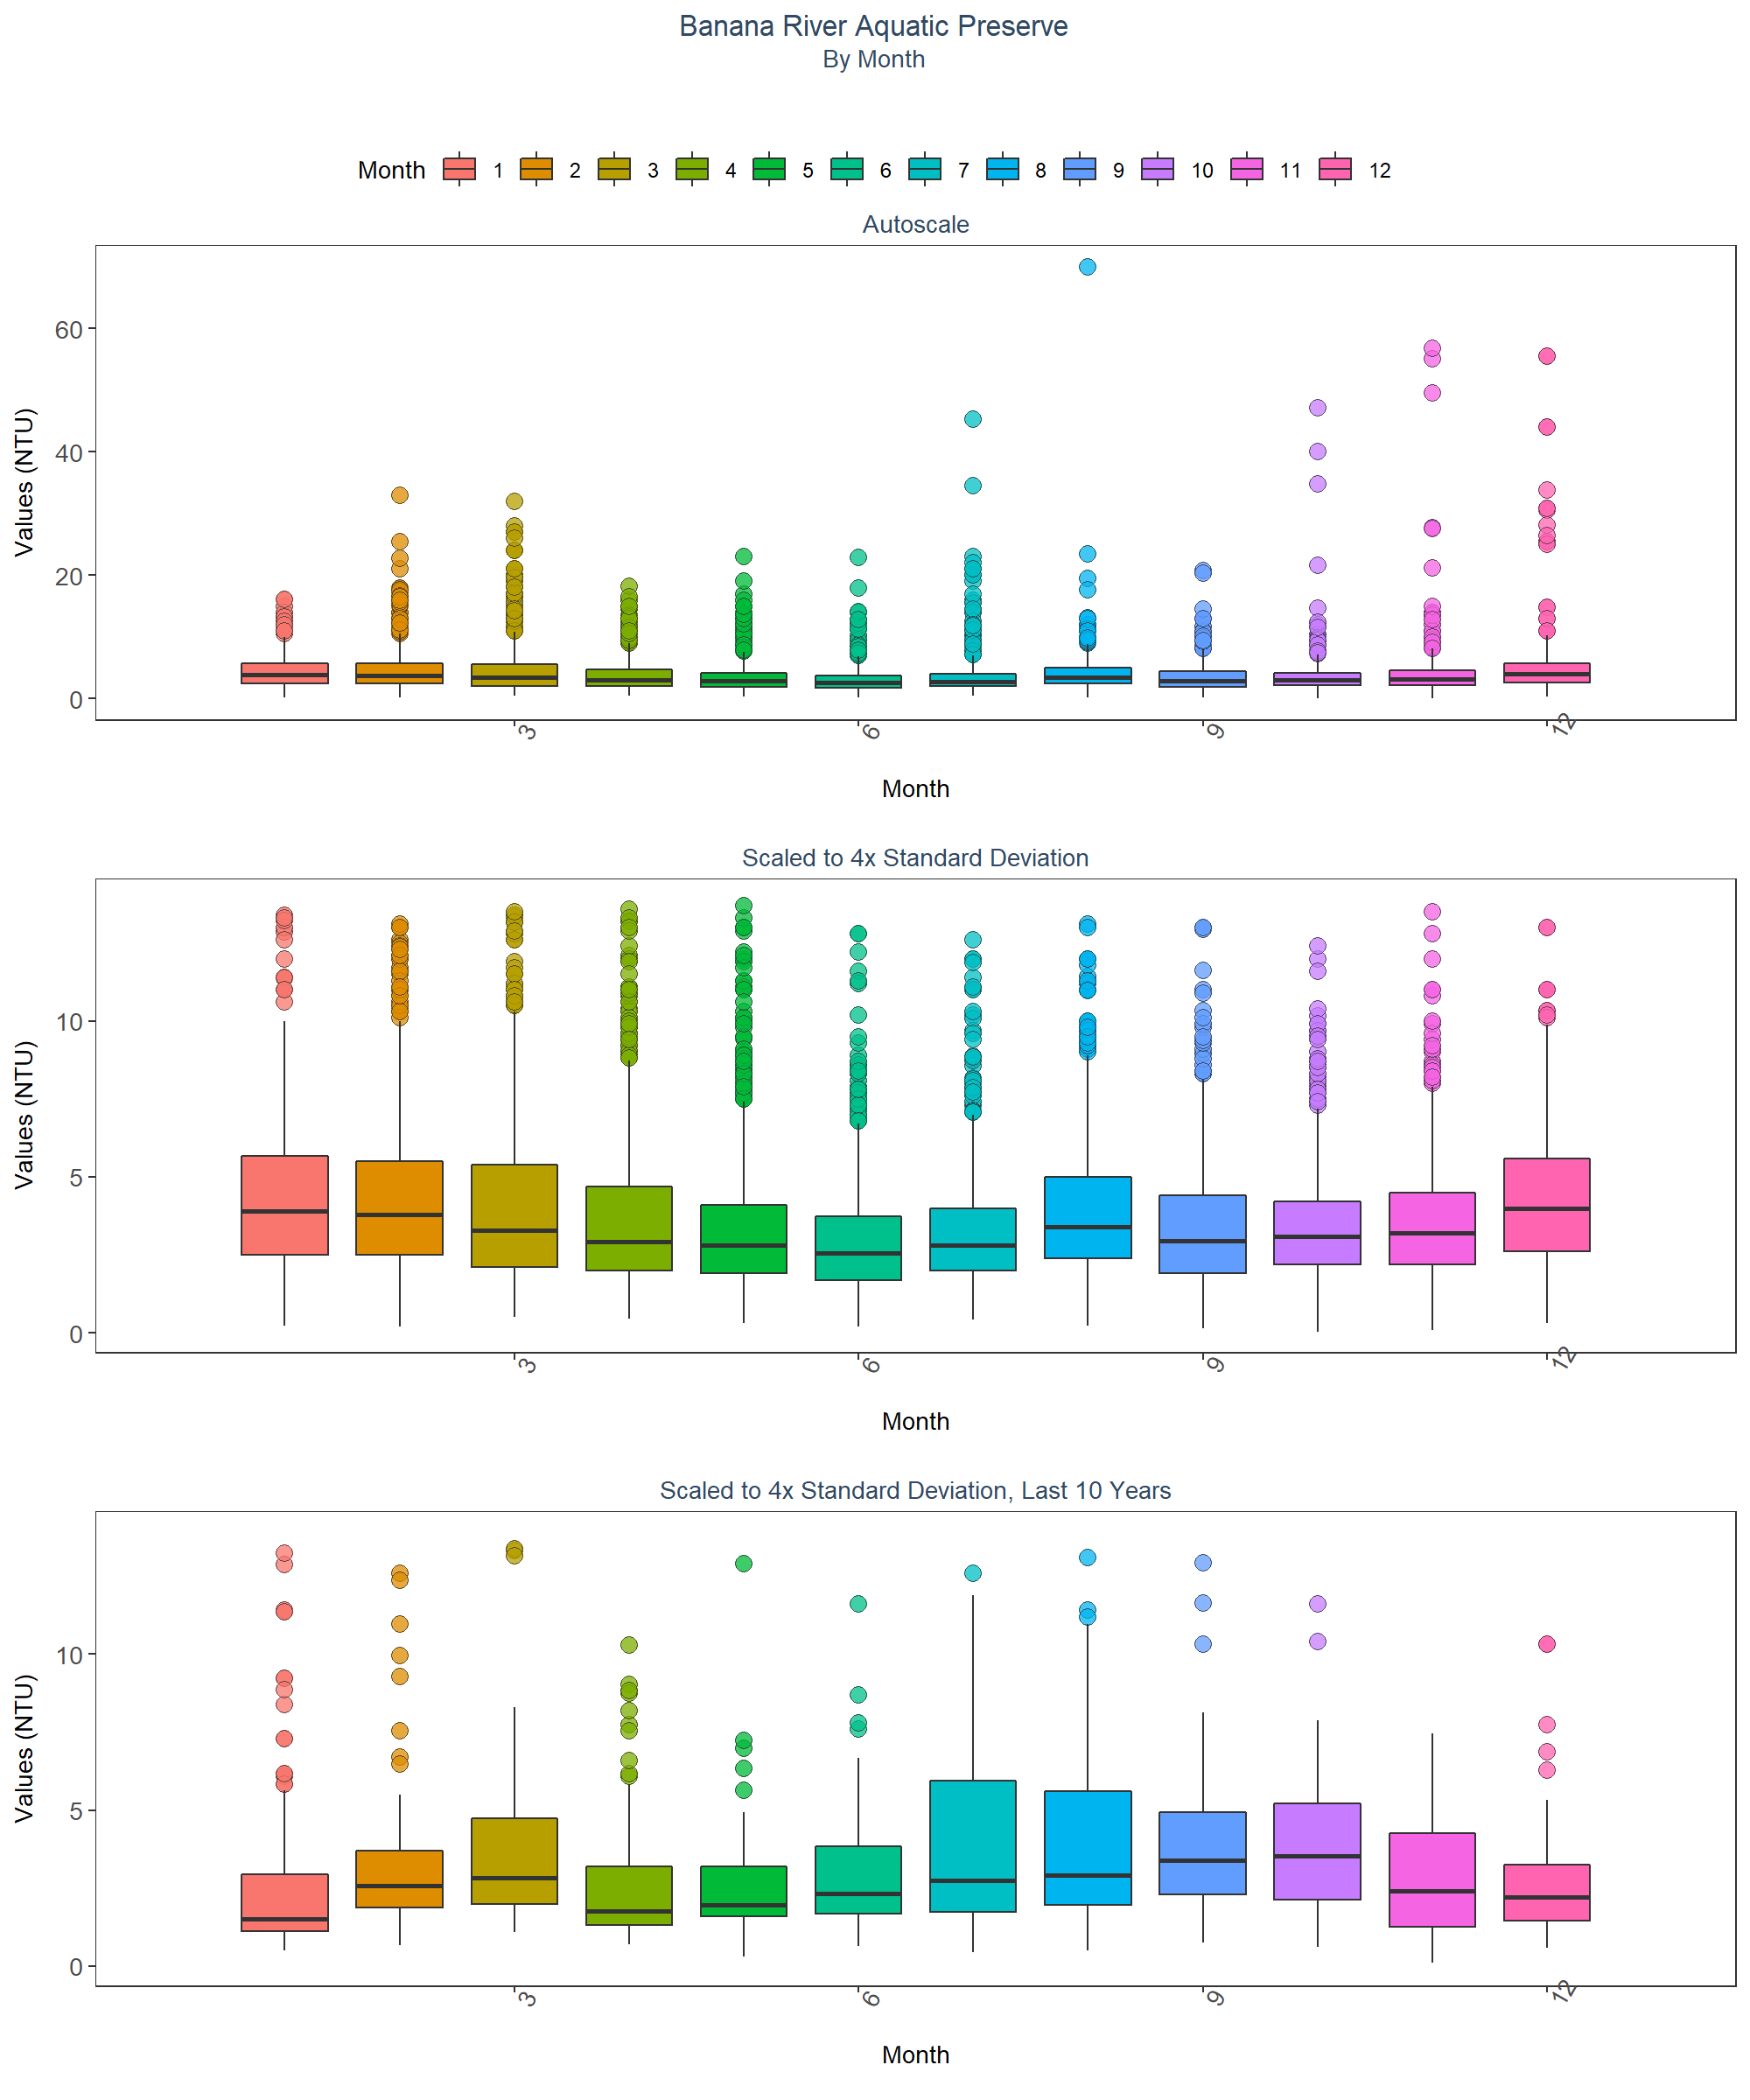 Banana River Aquatic Preserve
By Month
Month 1 2 3 4 5 6 7 8 9 10 11 12
Autoscale
Values (NTU)
60
40
20
0
3 6 9 12
Month
Scaled to 4x Standard Deviation
Values (NTU)
10
5
0
3 6 9 12
Month
Scaled to 4x Standard Deviation, Last 10 Years
Values (NTU)
10
5
0
3 6 9 12
Month